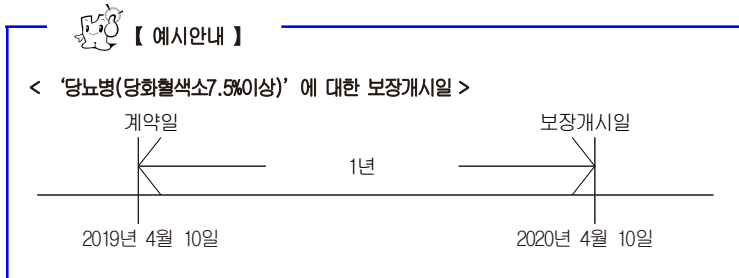 【 예시안내 】
< ‘당뇨병(당화혈색소7.5%이상)’에 대한 보장개시일 >
계약일 보장개시일
1년
2019년 4월 10일 2020년 4월 10일